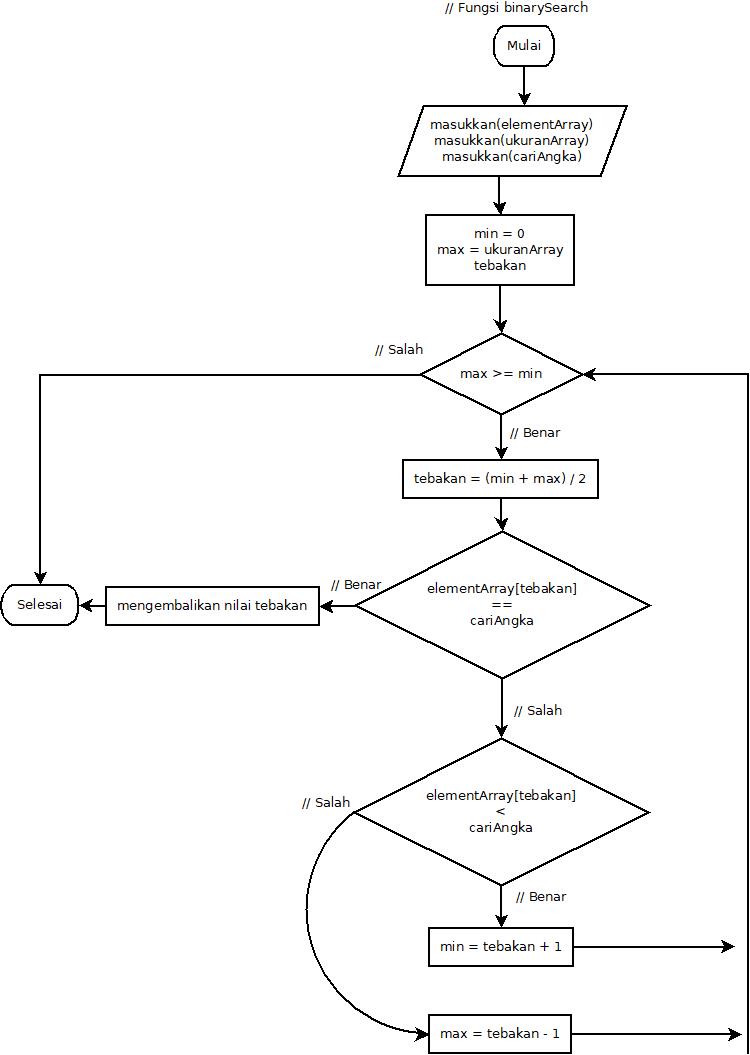 // Fungsi binarySearch
Mulai
masukkan(elementArray)
masukkan(ukuranArray)
masukkan(cariAngka)
min = 0
max = ukuranArray
tebakan
// Salah
max >= min
// Benar
tebakan = (min + max) / 2
// Benar
elementArray[tebakan]
==
cariAngka
Selesai
mengembalikan nilai tebakan
// Salah
// Salah
elementArray[tebakan]
<
cariAngka
// Benar
min = tebakan + 1
max = tebakan - 1